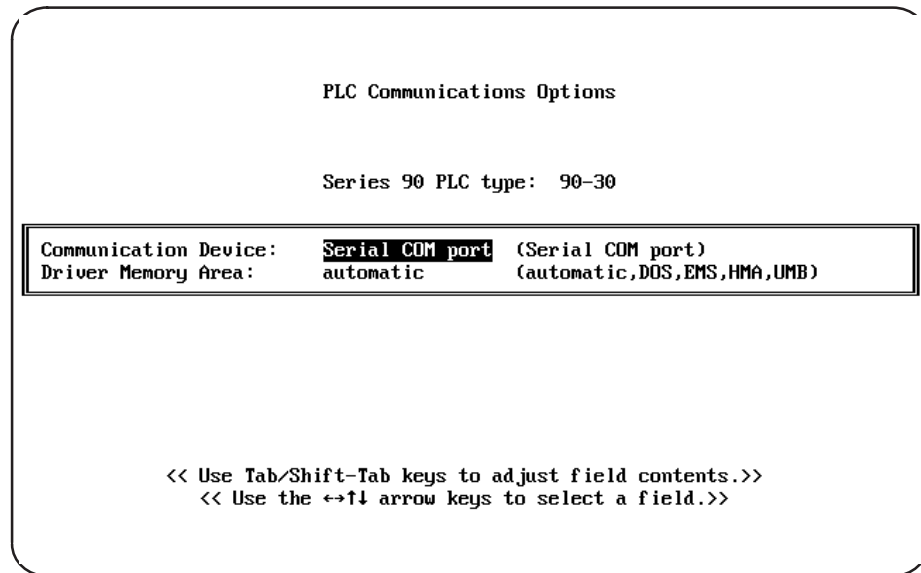 PLC Communications Options
Series 90 PLC type: 90-30
Communication Device: Serial COM port (Serial COM port)
Driver Memory Area: automatic (automatic,DOS,EMS,HMA,UMB)
<< Use Tab/Shift-Tab keys to adjust field contents.>>
<< Use the ↔↑↓ arrow keys to select a field.>>